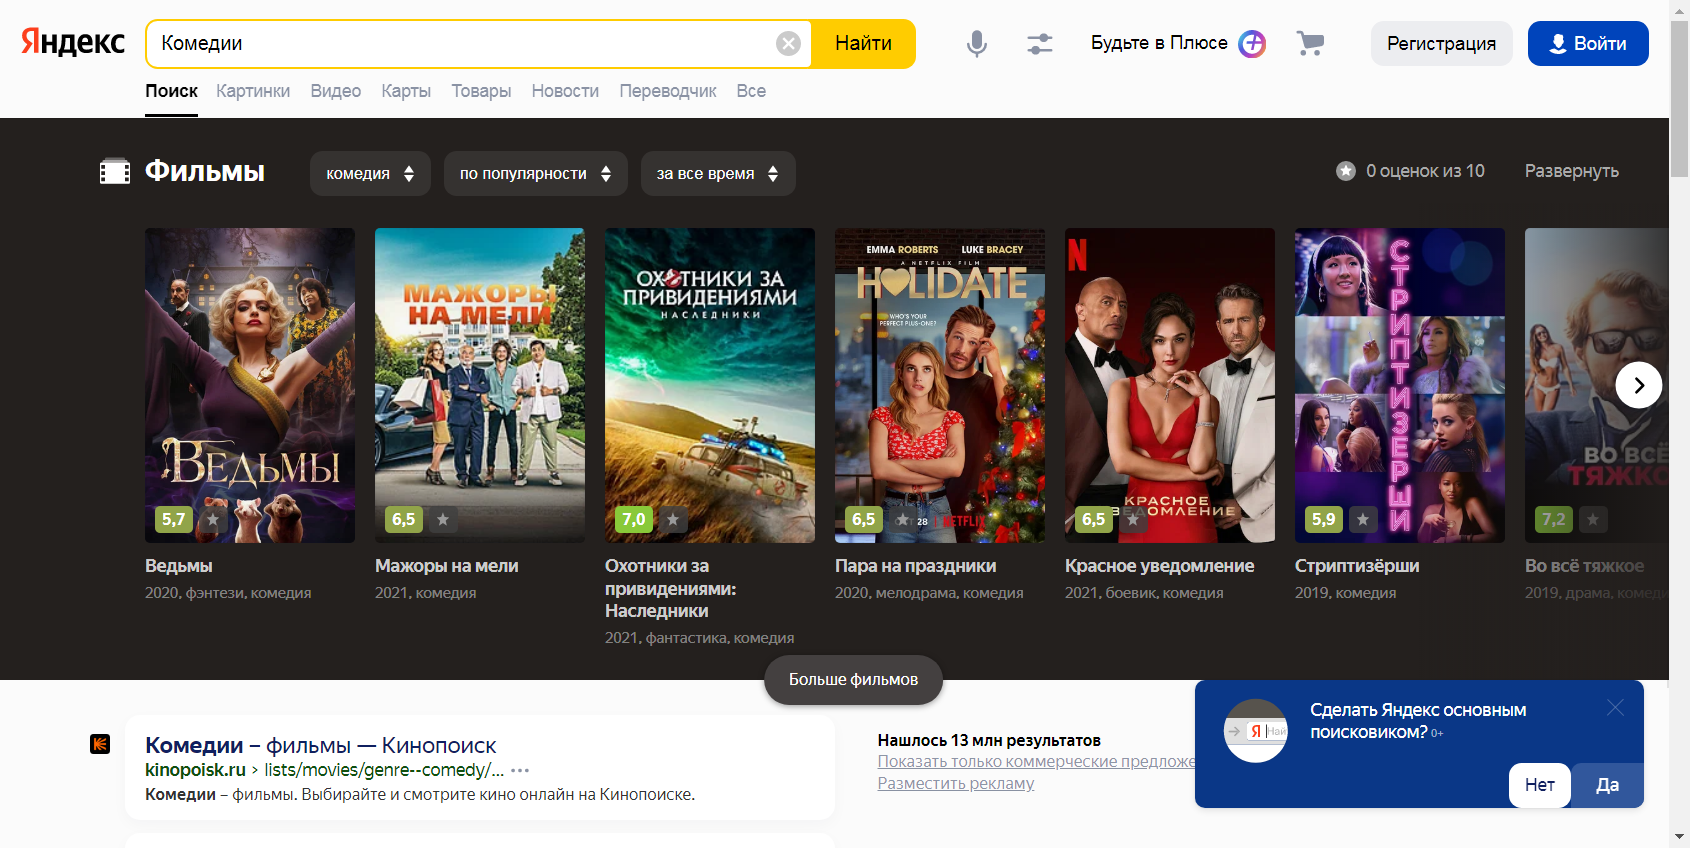 Яндекс
Комедии
Найти
Будьте в Плюсе
Регистрация
Войти
Поиск Картинки Видео Карты Товары Новости Переводчик Все
Фильмы
комедия
по популярности
за все время
0 оценок из 10
Развернуть
ВЕДЬМЫ
5,7
МАЖОРЫ
НА МЕЛИ
6,5
ОХОТНИКИ ЗА
ПРИВИДЕНИЯМИ
НАСЛЕДНИКИ
7,0
EMMA ROBERTS LUKE BRACEY
A NETFLIX FILM
HOLIDATE
WHO'S YOUR
PERFECT PLUS-ONE?
28 NETFLIX
6,5
N
КРАСНОЕ
ВЕДОМЛЕНИЕ
6,5
СТРИПТИЗЕРШИ
5,9
ВО ВСЁ
ТЯЖКОЕ
7,2
Ведьмы
2020, фэнтези, комедия
Мажоры на мели
2021, комедия
Охотники за
привидениями:
Наследники
2021, фантастика, комедия
Пара на праздники
2020, мелодрама, комедия
Красное уведомление
2021, боевик, комедия
Стриптизёрши
2019, комедия
Во всё тяжкое
2019, драма, комеди
Больше фильмов
Комедии – фильмы — Кинопоиск
kinopoisk.ru › lists/movies/genre--comedy/...
Комедии – фильмы. Выбирайте и смотрите кино онлайн на Кинопоиске.
Нашлось 13 млн результатов
Показать только коммерческие предложе
Разместить рекламу
Я Най
Сделать Яндекс основным
поисковиком? 0+
Нет
Да